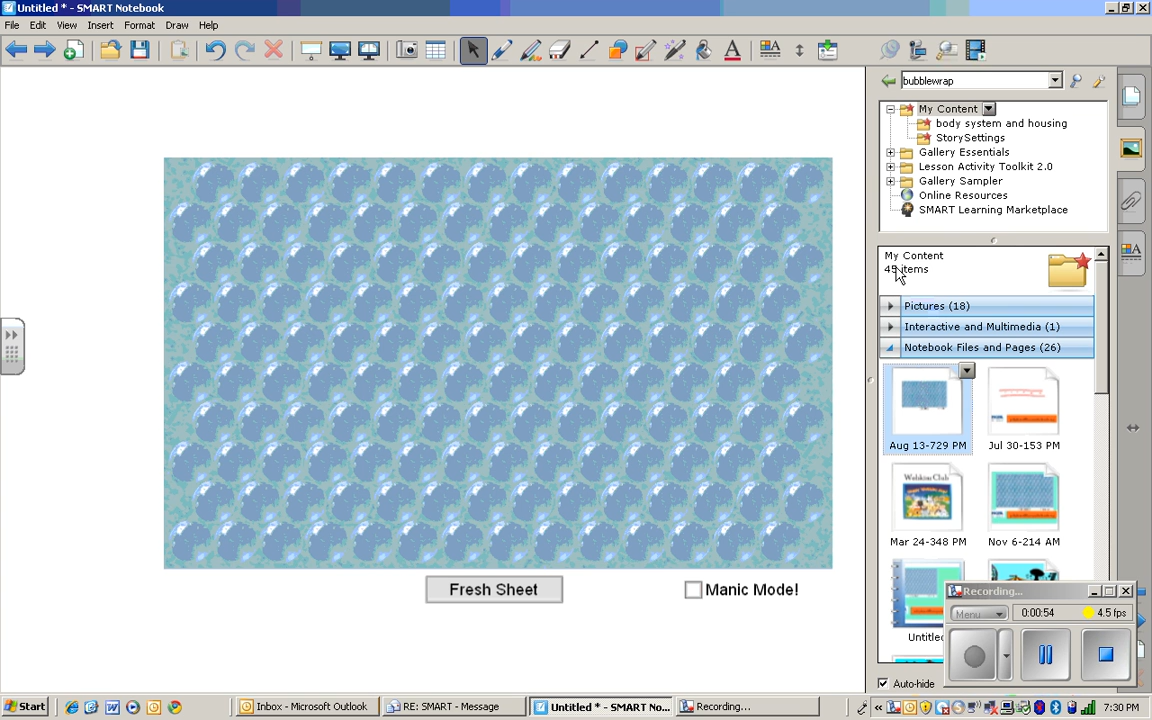 Untitled * - SMART Notebook
File Edit View Insert Format Draw Help
bubblewrap
My Content
body system and housing
StorySettings
Gallery Essentials
Lesson Activity Toolkit 2.0
Gallery Sampler
Online Resources
SMART Learning Marketplace
My Content
45 items
Pictures (18)
Interactive and Multimedia (1)
Notebook Files and Pages (26)
Aug 13-729 PM Jul 30-153 PM
Mar 24-348 PM Nov 6-214 AM
Fresh Sheet Manic Mode!
Recording...
Menu 0:00:54 4.5 fps
Auto-hide
Start Inbox - Microsoft Outlook RE: SMART - Message Untitled * - SMART No... Recording... 7:30 PM